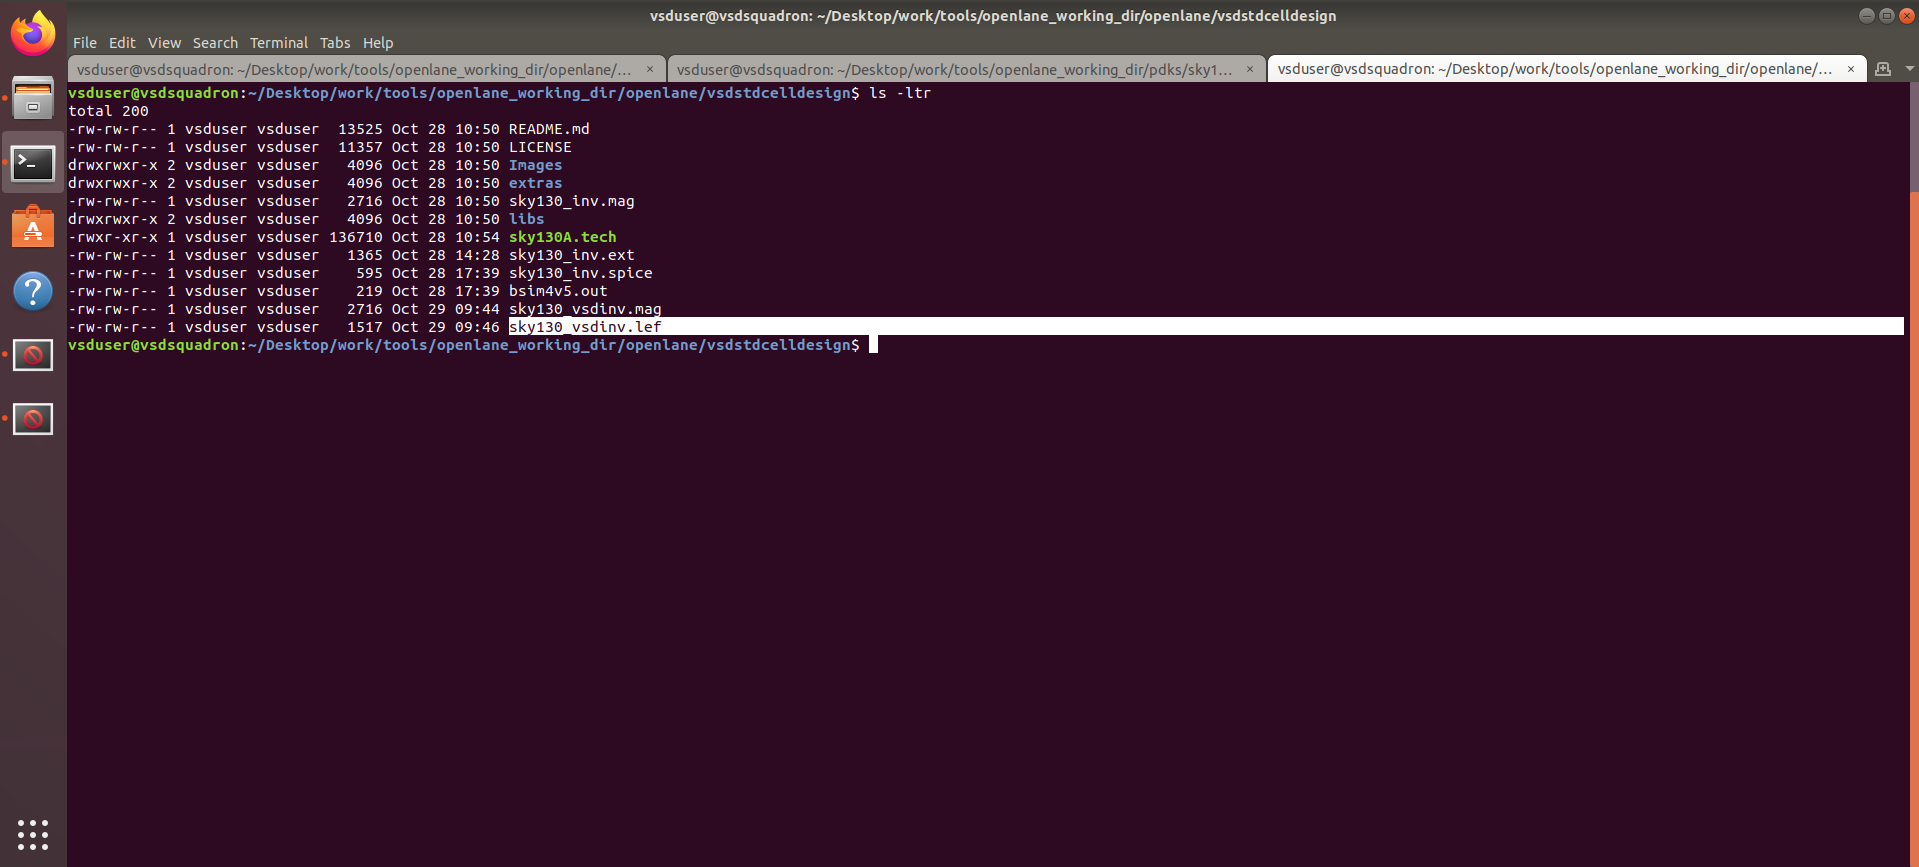 vsduser@vsdsquadron: ~/Desktop/work/tools/openlane_working_dir/openlane/vsdstdcelldesign
File Edit View Search Terminal Tabs Help
vsduser@vsdsquadron: ~/Desktop/work/tools/openlane_working_dir/openlane/... × vsduser@vsdsquadron: ~/Desktop/work/tools/openlane_working_dir/pdks/sky1... × vsduser@vsdsquadron: ~/Desktop/work/tools/openlane_working_dir/openlane/... ×
vsduser@vsdsquadron:~/Desktop/work/tools/openlane_working_dir/openlane/vsdstdcelldesign$ ls -ltr
total 200
-rw-rw-r-- 1 vsduser vsduser  13525 Oct 28 10:50 README.md
-rw-rw-r-- 1 vsduser vsduser  11357 Oct 28 10:50 LICENSE
drwxrwxr-x 2 vsduser vsduser   4096 Oct 28 10:50 Images
drwxrwxr-x 2 vsduser vsduser   4096 Oct 28 10:50 extras
-rw-rw-r-- 1 vsduser vsduser   2716 Oct 28 10:50 sky130_inv.mag
drwxrwxr-x 2 vsduser vsduser   4096 Oct 28 10:50 libs
-rwxr-xr-x 1 vsduser vsduser 136710 Oct 28 10:54 sky130A.tech
-rw-rw-r-- 1 vsduser vsduser   1365 Oct 28 14:28 sky130_inv.ext
-rw-rw-r-- 1 vsduser vsduser    595 Oct 28 17:39 sky130_inv.spice
-rw-rw-r-- 1 vsduser vsduser    219 Oct 28 17:39 bsim4v5.out
-rw-rw-r-- 1 vsduser vsduser   2716 Oct 29 09:44 sky130_vsdinv.mag
-rw-rw-r-- 1 vsduser vsduser   1517 Oct 29 09:46 sky130_vsdinv.lef
vsduser@vsdsquadron:~/Desktop/work/tools/openlane_working_dir/openlane/vsdstdcelldesign$